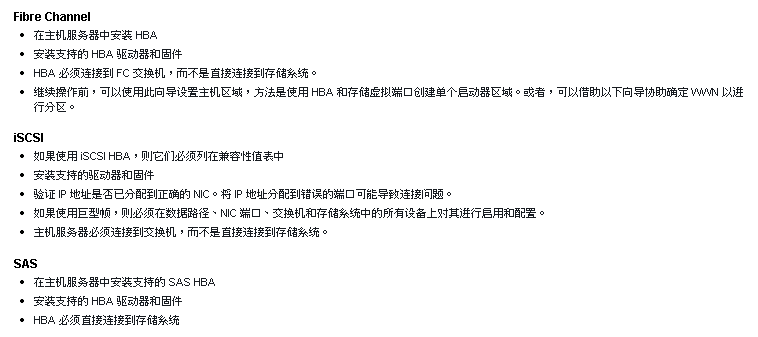 Fibre Channel
在主机服务器中安装 HBA
安装支持的 HBA 驱动器和固件
HBA 必须连接到 FC 交换机，而不是直接连接到存储系统。
继续操作前，可以使用此向导设置主机区域，方法是使用 HBA 和存储虚拟端口创建单个启动器区域。或者，可以借助以下向导协助确定 WWN 以进
行分区。
iSCSI
如果使用 iSCSI HBA，则它们必须列在兼容性值表中
安装支持的驱动器和固件
验证 IP 地址是否已分配到正确的 NIC。将 IP 地址分配到错误的端口可能导致连接问题。
如果使用巨型帧，则必须在数据路径、NIC 端口、交换机和存储系统中的所有设备上对其进行启用和配置。
主机服务器必须连接到交换机，而不是直接连接到存储系统。
SAS
在主机服务器中安装支持的 SAS HBA
安装支持的 HBA 驱动器和固件
HBA 必须直接连接到存储系统